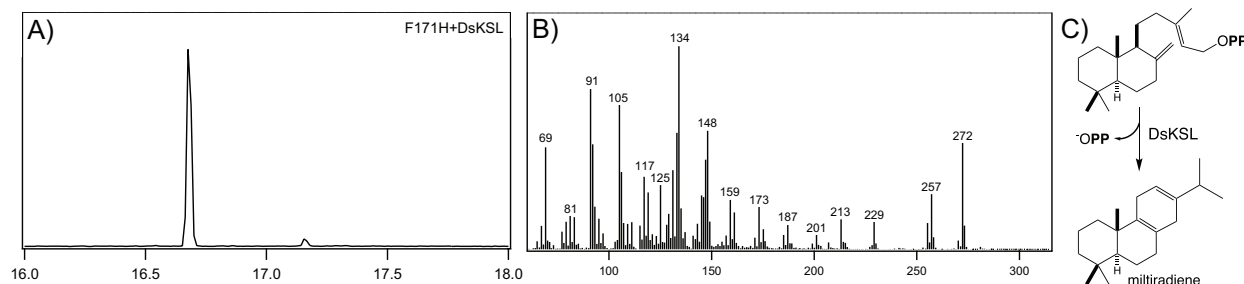 A)
F171H+DsKSL
16.0 16.5 17.0 17.5 18.0
B)
134
91
105
148
272
69
117
125
257
159
173
81
187
213
229
201
100 150 200 250 300
C)
OPP
H
⁻OPP
DsKSL
H
miltiradiene